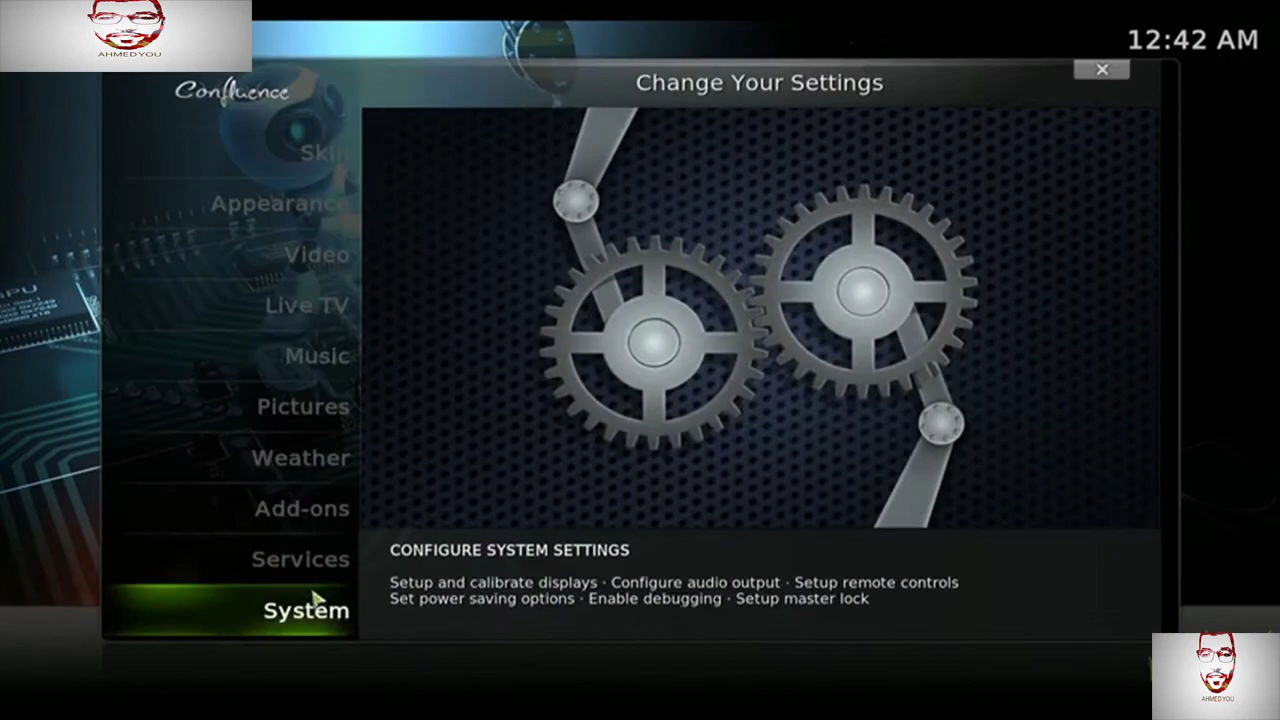 AHMEDYOU
12:42 AM
Confluence
Change Your Settings
Skin
Appearance
Video
Live TV
Music
Pictures
Weather
Add-ons
Services
System
CONFIGURE SYSTEM SETTINGS
Setup and calibrate displays · Configure audio output · Setup remote controls
Set power saving options · Enable debugging · Setup master lock
AHMEDYOU